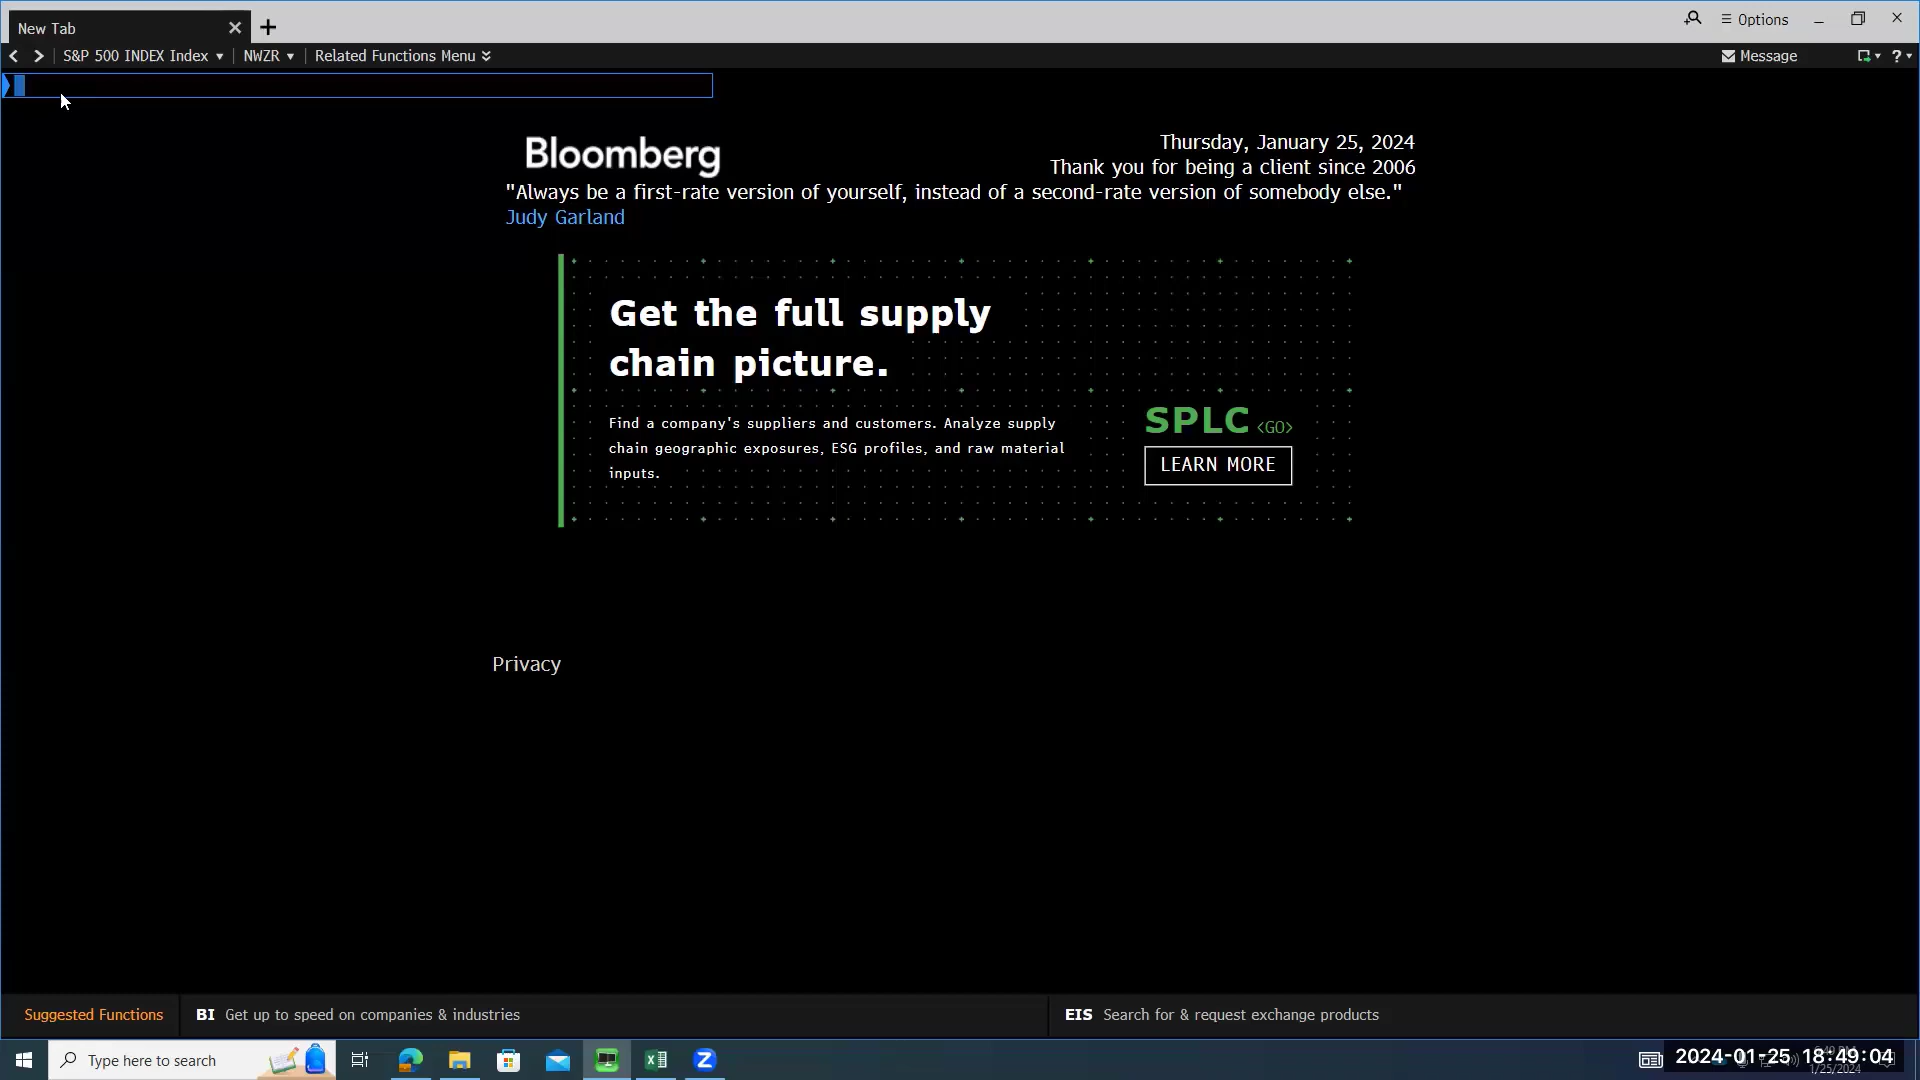 New Tab
Options
S&P 500 INDEX Index
NWZR
Related Functions Menu
Message
?
Bloomberg
Thursday, January 25, 2024
Thank you for being a client since 2006
"Always be a first-rate version of yourself, instead of a second-rate version of somebody else."
Judy Garland
Get the full supply
chain picture.
Find a company's suppliers and customers. Analyze supply
chain geographic exposures, ESG profiles, and raw material
inputs.
SPLC <GO>
LEARN MORE
Privacy
Suggested Functions
BI Get up to speed on companies & industries
EIS Search for & request exchange products
Type here to search
2024-01-25 18:49:04
1/25/2024